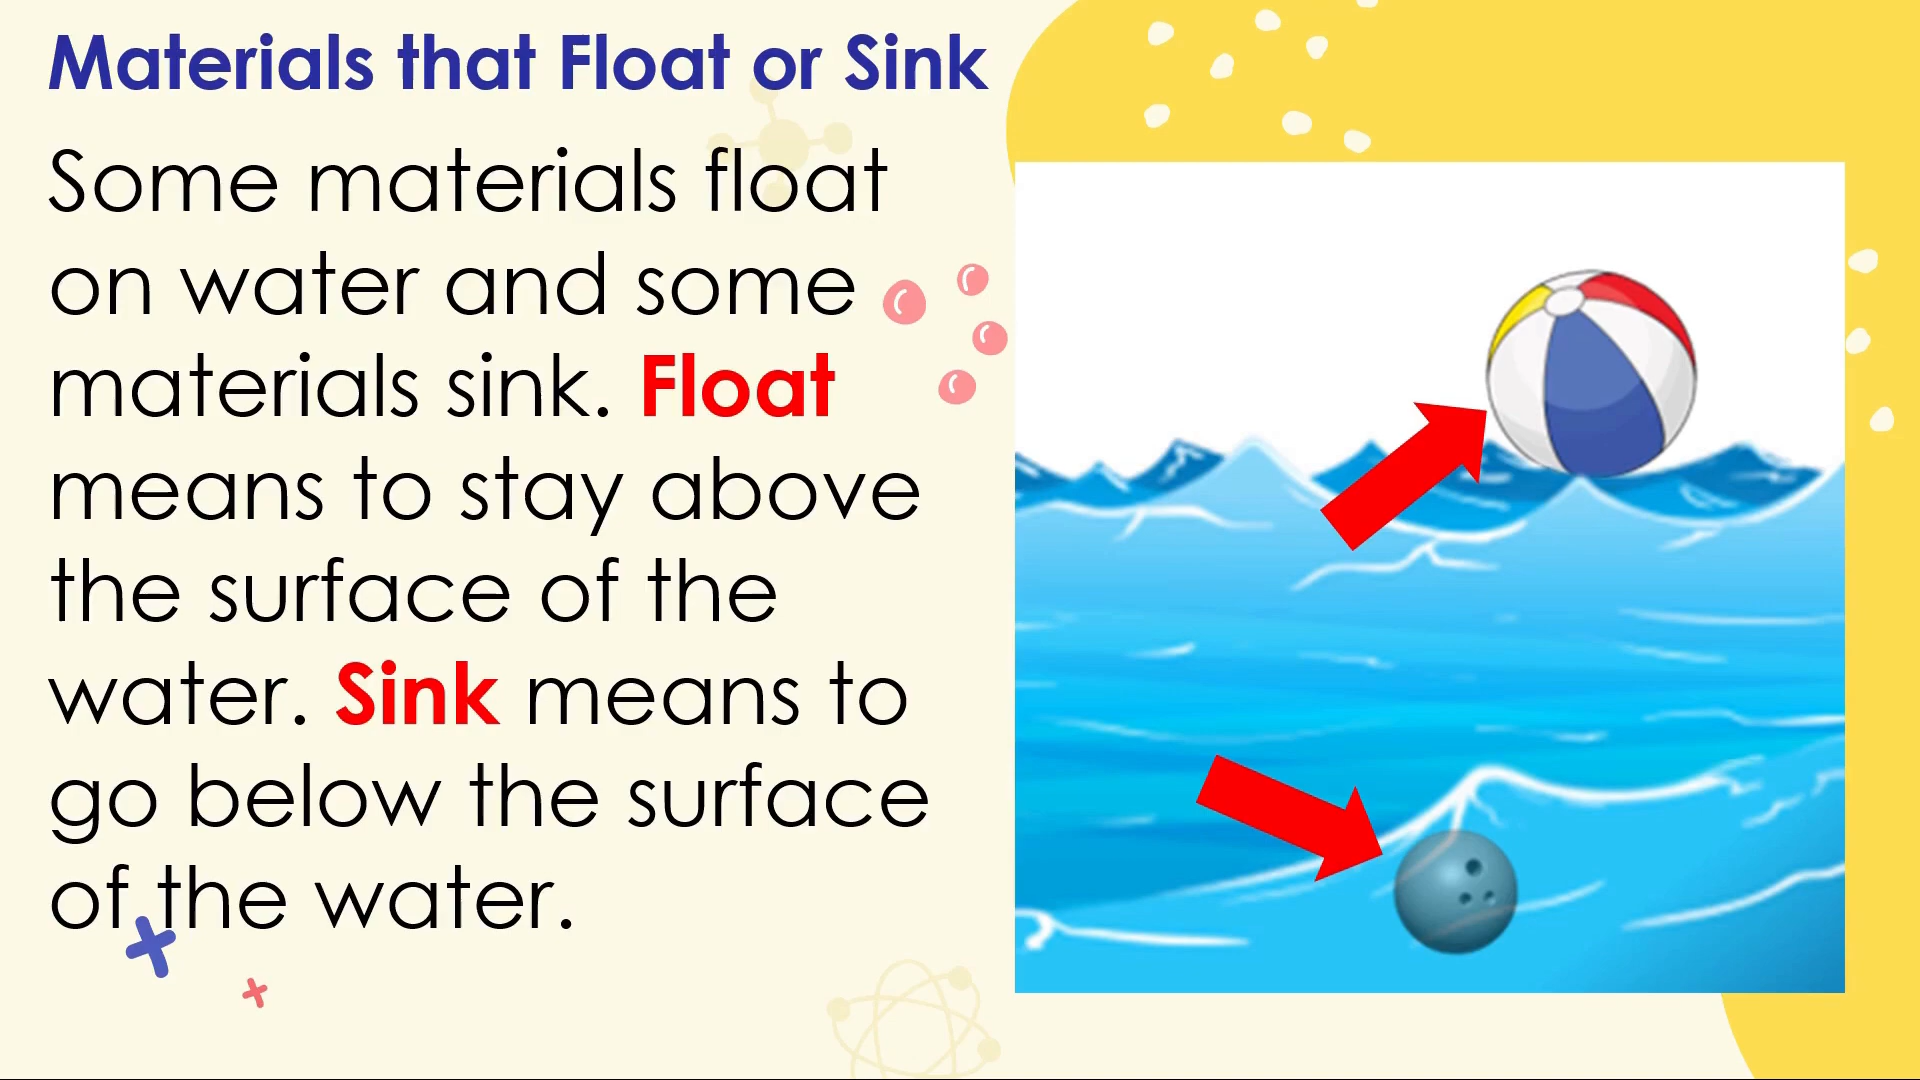 Materials that Float or Sink
Some materials float
on water and some
materials sink. Float
means to stay above
the surface of the
water. Sink means to
go below the surface
of the water.